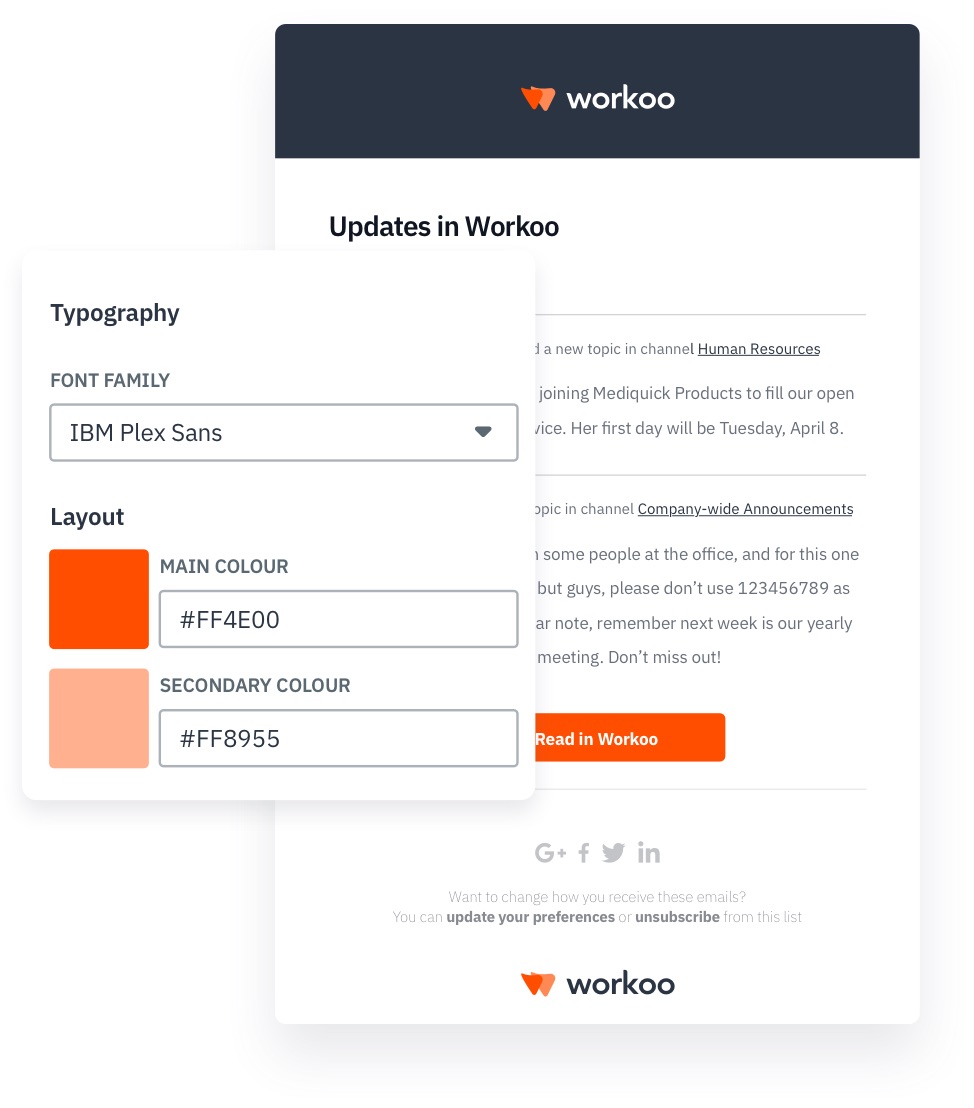 workoo
Updates in Workoo
Typography
FONT FAMILY
IBM Plex Sans
Layout
MAIN COLOUR
#FF4E00
SECONDARY COLOUR
#FF8955
a new topic in channel Human Resources
joining Mediquick Products to fill our open
Her first day will be Tuesday, April 8.
in channel Company-wide Announcements
some people at the office, and for this one
but guys, please don’t use 123456789 as
note, remember next week is our yearly
meeting. Don’t miss out!
Read in Workoo
G+ f in
Want to change how you receive these emails?
You can update your preferences or unsubscribe from this list
workoo